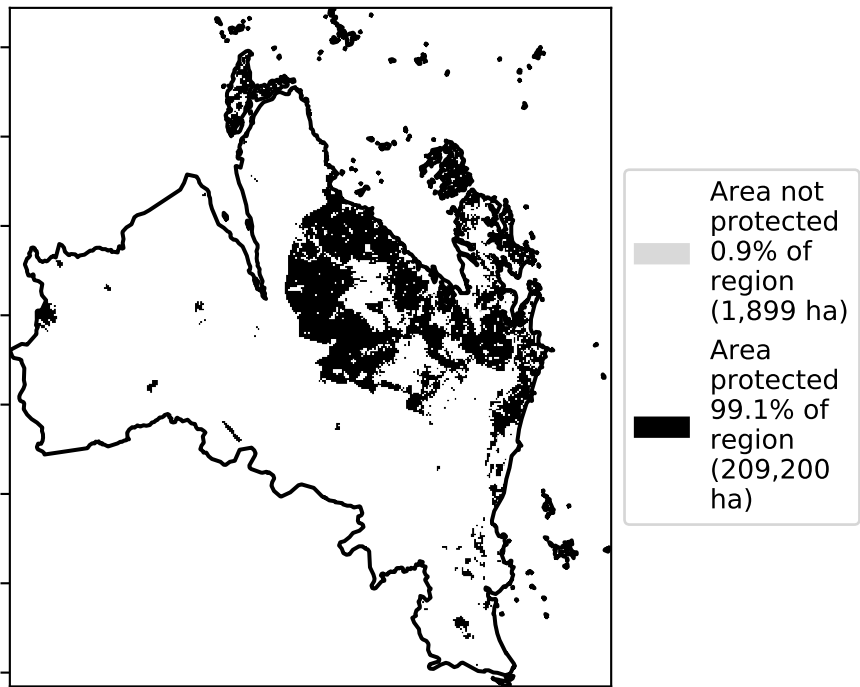 Area not
protected
0.9% of
region
(1,899 ha)
Area
protected
99.1% of
region
(209,200
ha)